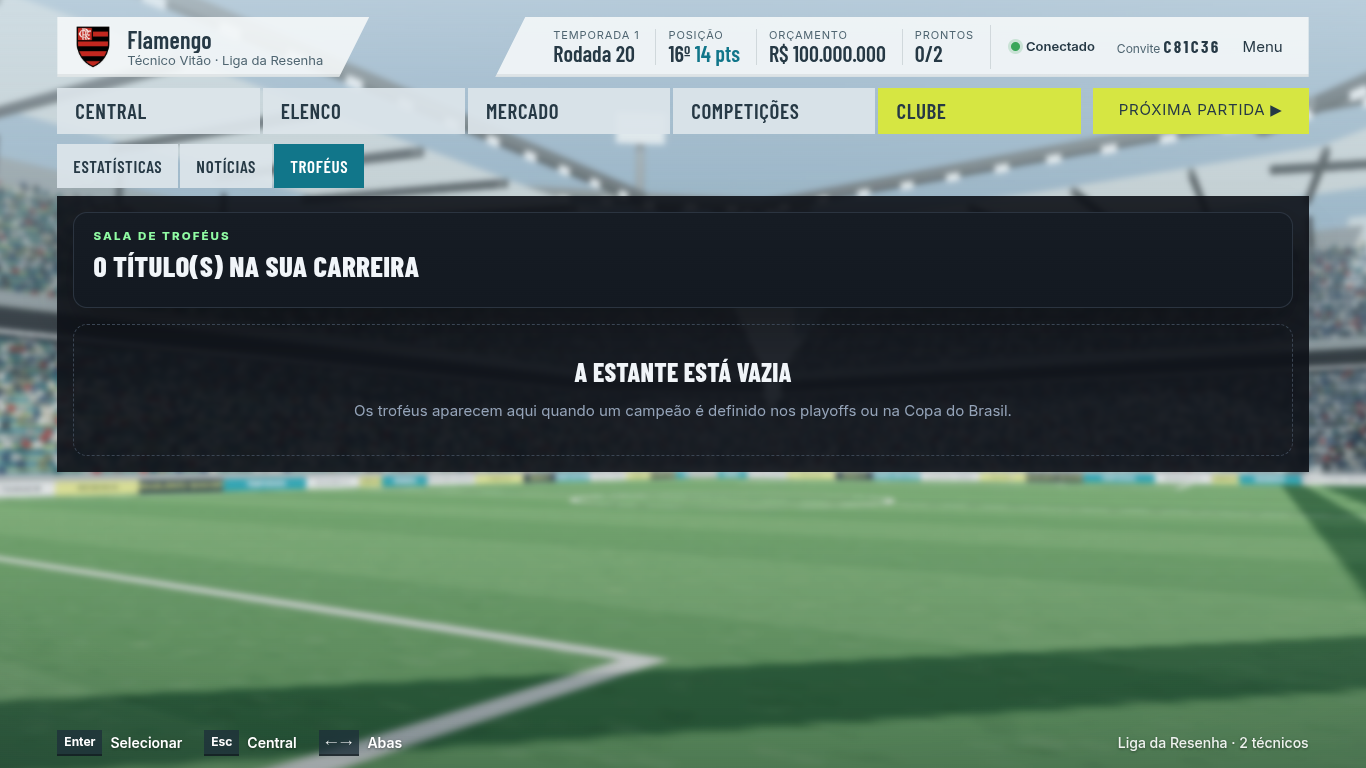 Flamengo
Técnico Vitão · Liga da Resenha
TEMPORADA 1
Rodada 20
POSIÇÃO
16º 14 pts
ORÇAMENTO
R$ 100.000.000
PRONTOS
0/2
Conectado
Convite C81C36
Menu
CENTRAL
ELENCO
MERCADO
COMPETIÇÕES
CLUBE
PRÓXIMA PARTIDA ▶
ESTATÍSTICAS
NOTÍCIAS
TROFÉUS
SALA DE TROFÉUS
0 TÍTULO(S) NA SUA CARREIRA
A ESTANTE ESTÁ VAZIA
Os troféus aparecem aqui quando um campeão é definido nos playoffs ou na Copa do Brasil.
Enter Selecionar
Esc Central
←→ Abas
Liga da Resenha · 2 técnicos